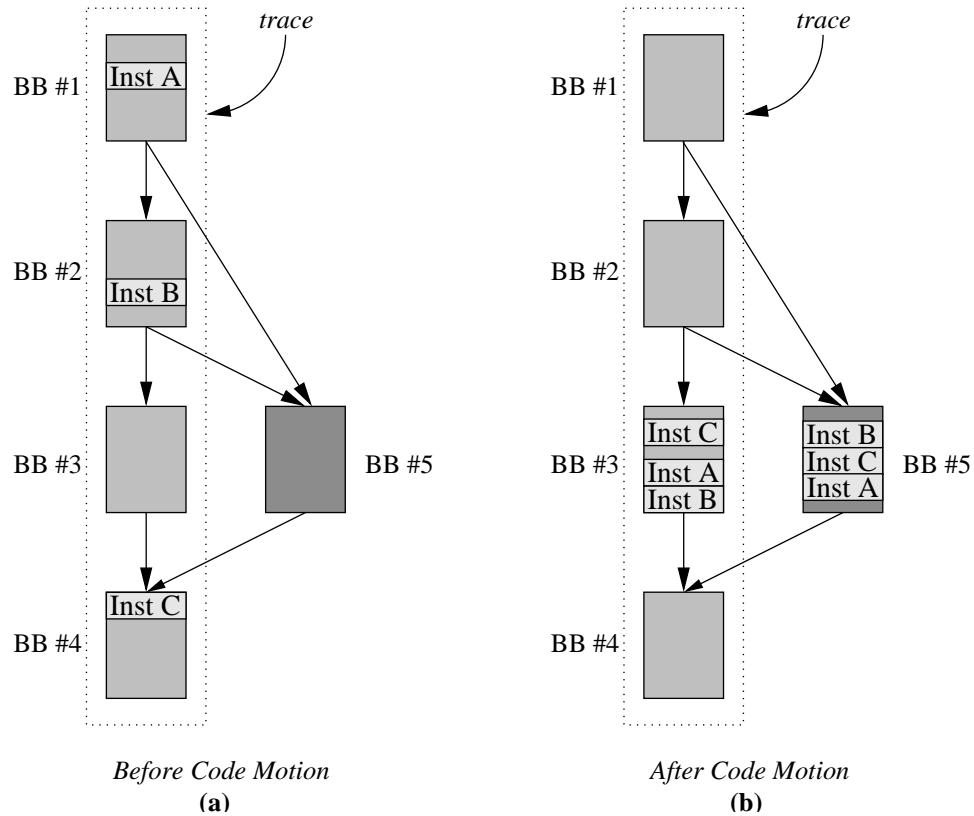 trace
BB #1
Inst A
BB #2
Inst B
BB #3
BB #5
Inst C
BB #4
Before Code Motion
(a)
trace
BB #1
BB #2
Inst C
BB #3
Inst A
Inst B
Inst B
Inst C
Inst A
BB #5
BB #4
After Code Motion
(b)